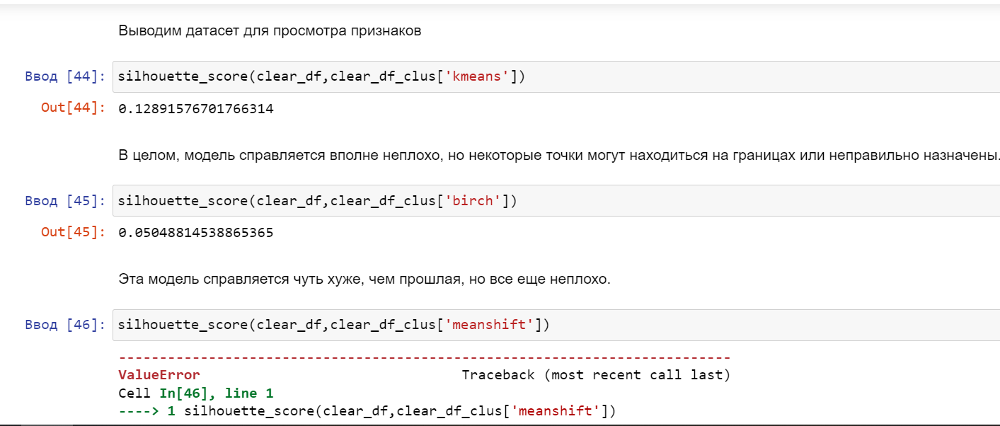 Выводим датасет для просмотра признаков
Ввод [44]: silhouette_score(clear_df,clear_df_clus['kmeans'])
Out[44]: 0.12891576701766314
В целом, модель справляется вполне неплохо, но некоторые точки могут находиться на границах или неправильно назначены.
Ввод [45]: silhouette_score(clear_df,clear_df_clus['birch'])
Out[45]: 0.05048814538865365
Эта модель справляется чуть хуже, чем прошлая, но все еще неплохо.
Ввод [46]: silhouette_score(clear_df,clear_df_clus['meanshift'])
---------------------------------------------------------------------------
ValueError                                Traceback (most recent call last)
Cell In[46], line 1
----> 1 silhouette_score(clear_df,clear_df_clus['meanshift'])